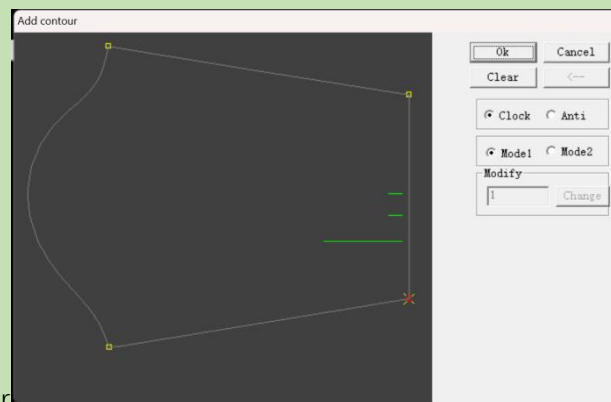 Add contour
Ok Cancel
Clear <--
Clock Anti
Mode1 Mode2
Modify
1 Change
r